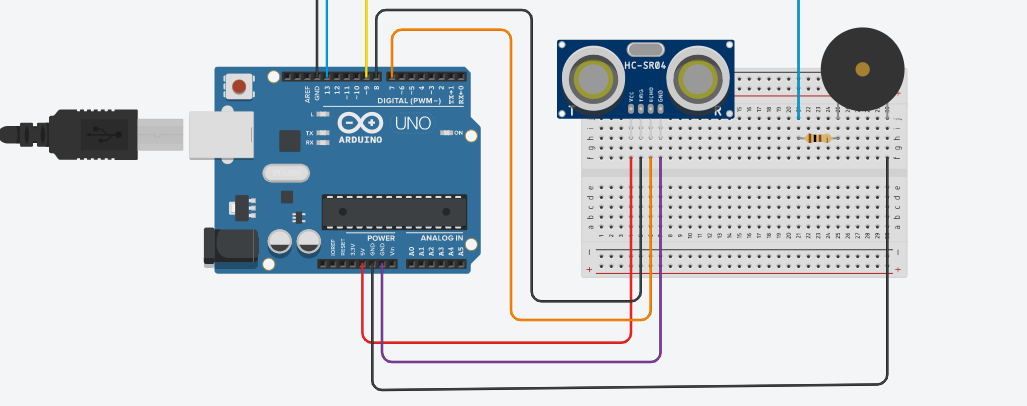 HC-SR04
VCC
TRIG
ECHO
GND
AREF
GND
13
12
~11
~10
~9
8
7
~6
~5
4
~3
2
TX→1
RX←0
DIGITAL (PWM~)
L
TX
RX
ARDUINO
UNO
ON
POWER
ANALOG IN
IOREF
RESET
3.3V
5V
GND
GND
Vin
A0
A1
A2
A3
A4
A5
j
i
h
g
f
e
d
c
b
a